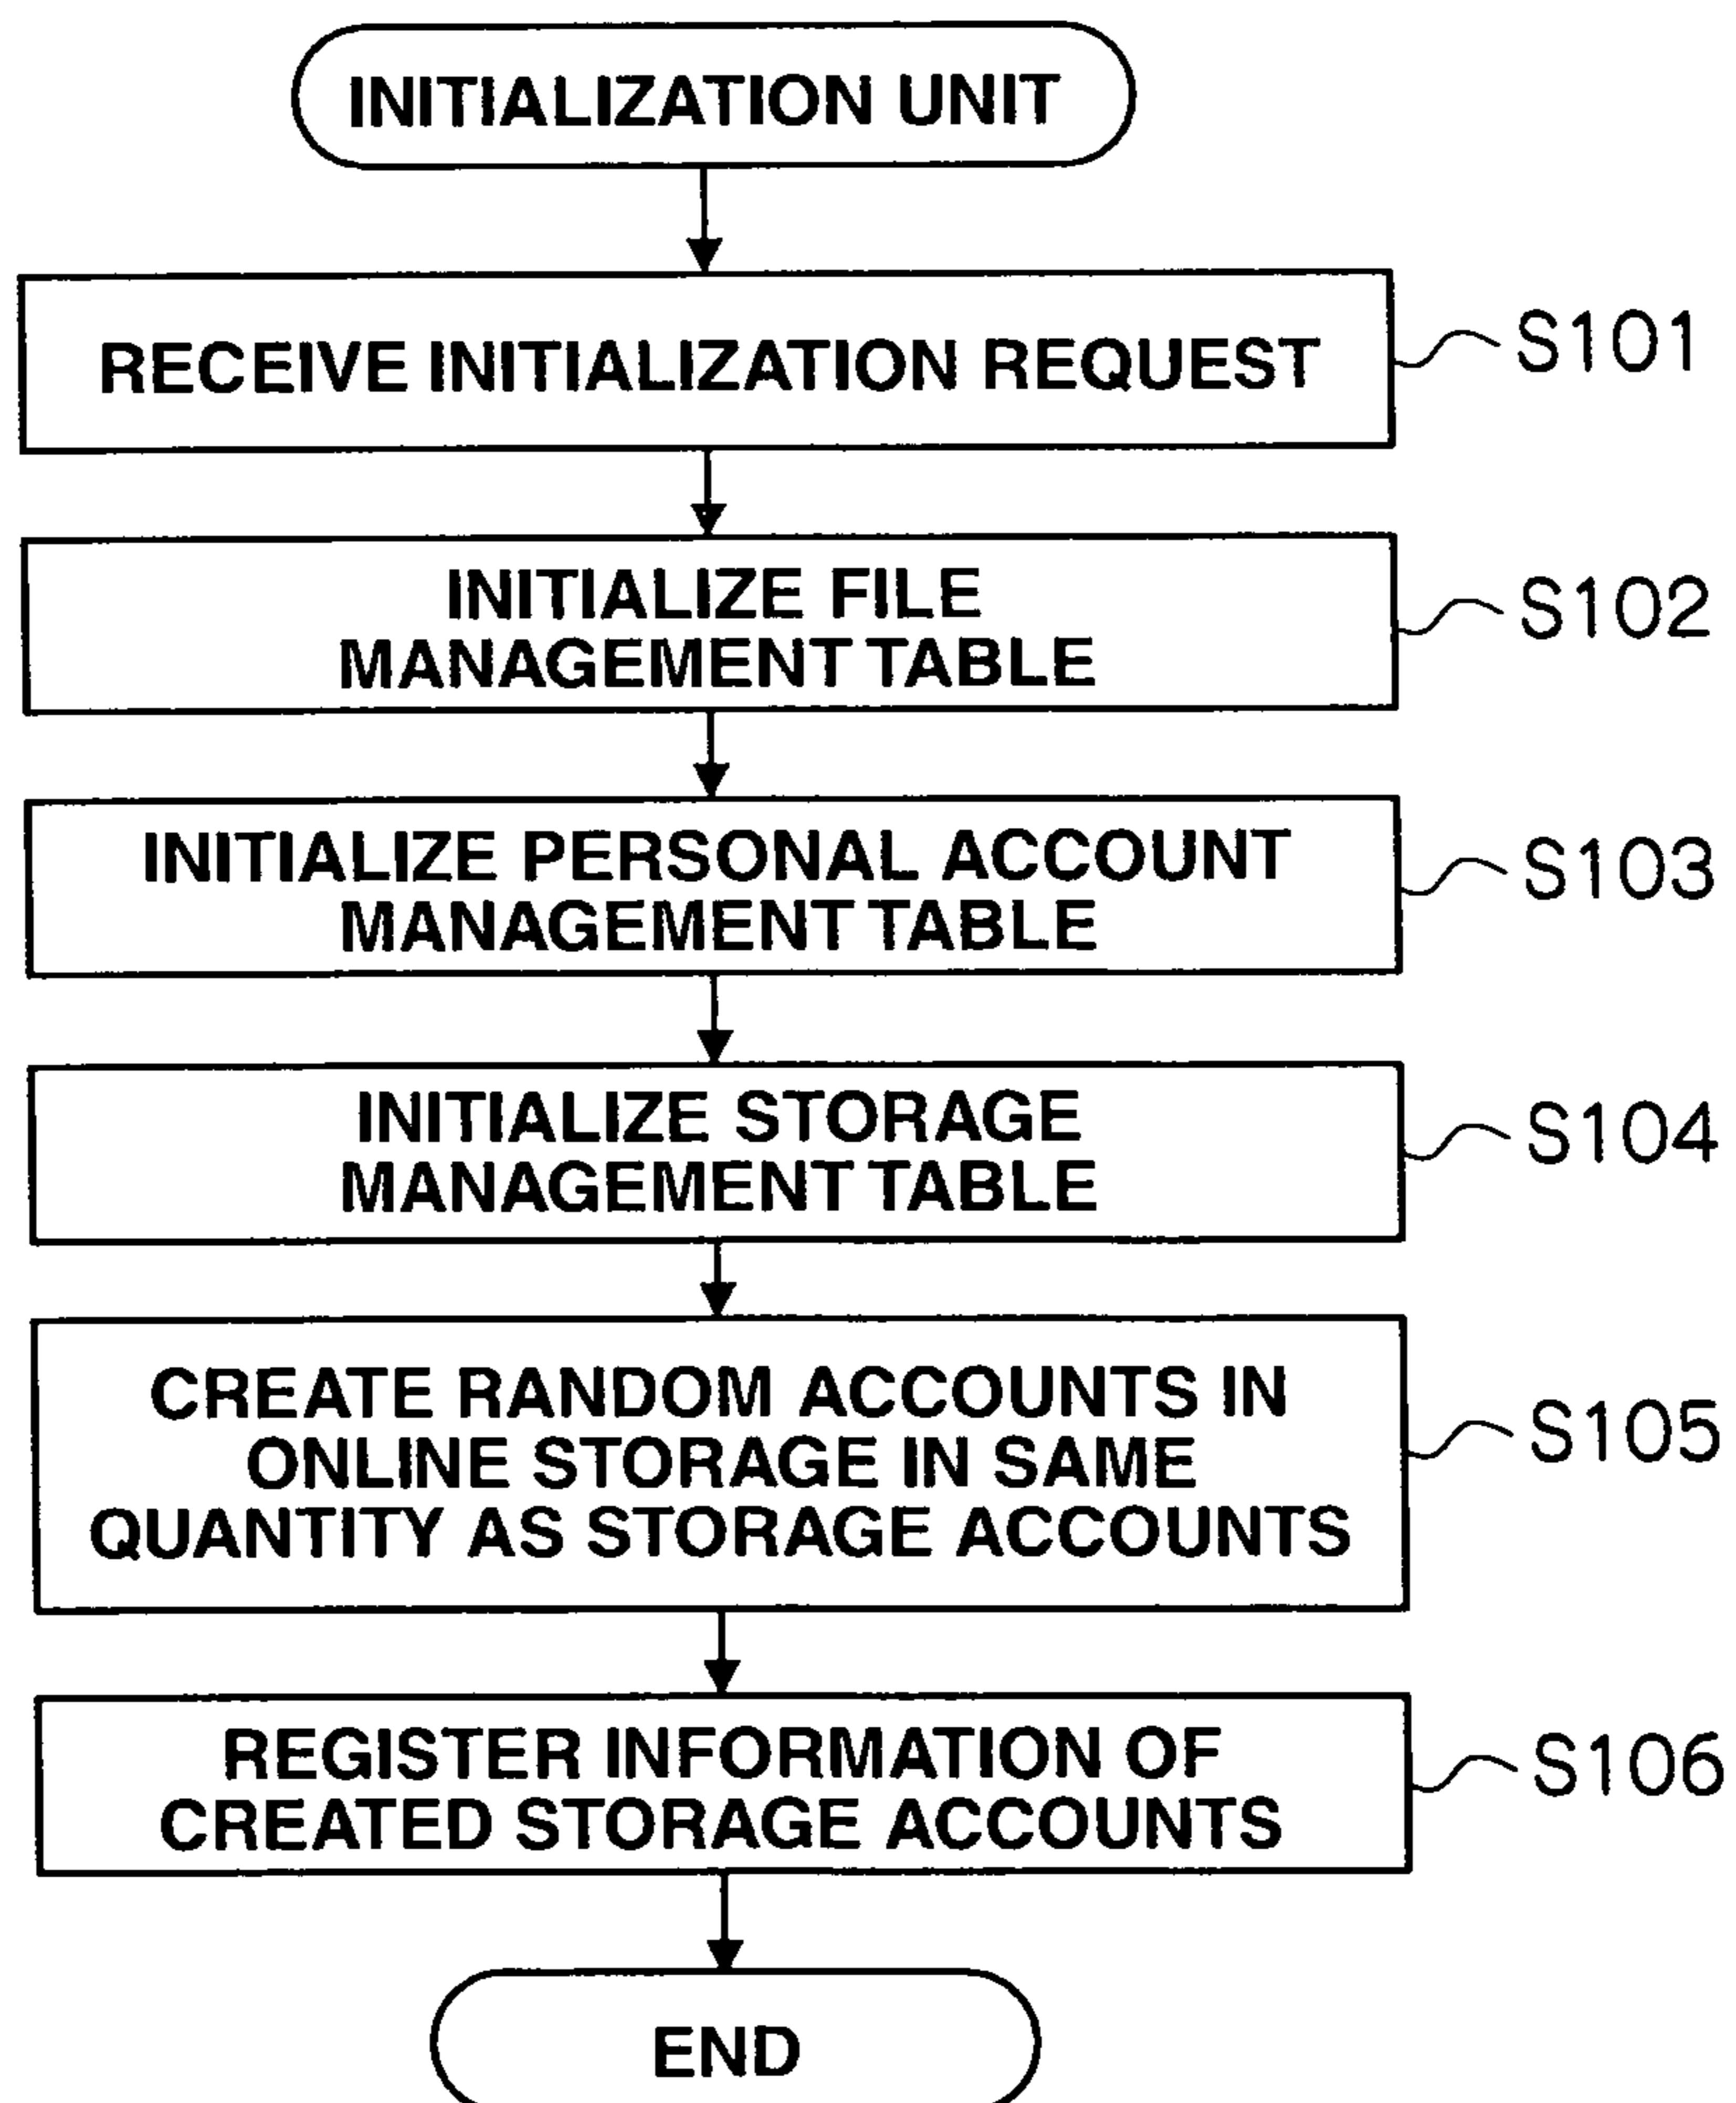 INITIALIZATION UNIT
RECEIVE INITIALIZATION REQUEST
S101
INITIALIZE FILE
MANAGEMENT TABLE
S102
INITIALIZE PERSONAL ACCOUNT
MANAGEMENT TABLE
S103
INITIALIZE STORAGE
MANAGEMENT TABLE
S104
CREATE RANDOM ACCOUNTS IN
ONLINE STORAGE IN SAME
QUANTITY AS STORAGE ACCOUNTS
S105
REGISTER INFORMATION OF
CREATED STORAGE ACCOUNTS
S106
END